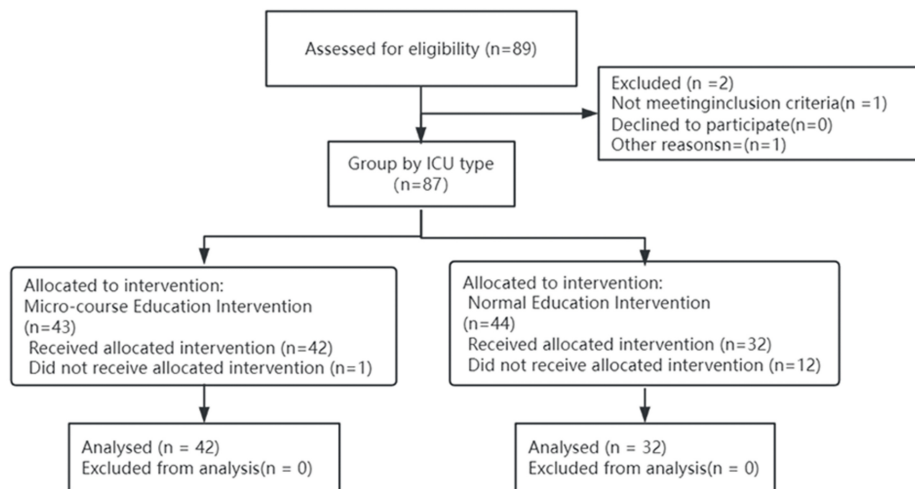 Assessed for eligibility (n=89)
Excluded (n =2)
Not meetinginclusion criteria(n =1)
Declined to participate(n=0)
Other reasonsn=(n=1)
Group by ICU type
(n=87)
Allocated to intervention:
Micro-course Education Intervention
(n=43)
Received allocated intervention (n=42)
Did not receive allocated intervention (n=1)
Allocated to intervention:
Normal Education Intervention
(n=44)
Received allocated intervention (n=32)
Did not receive allocated intervention (n=12)
Analysed (n = 42)
Excluded from analysis(n = 0)
Analysed (n = 32)
Excluded from analysis(n = 0)